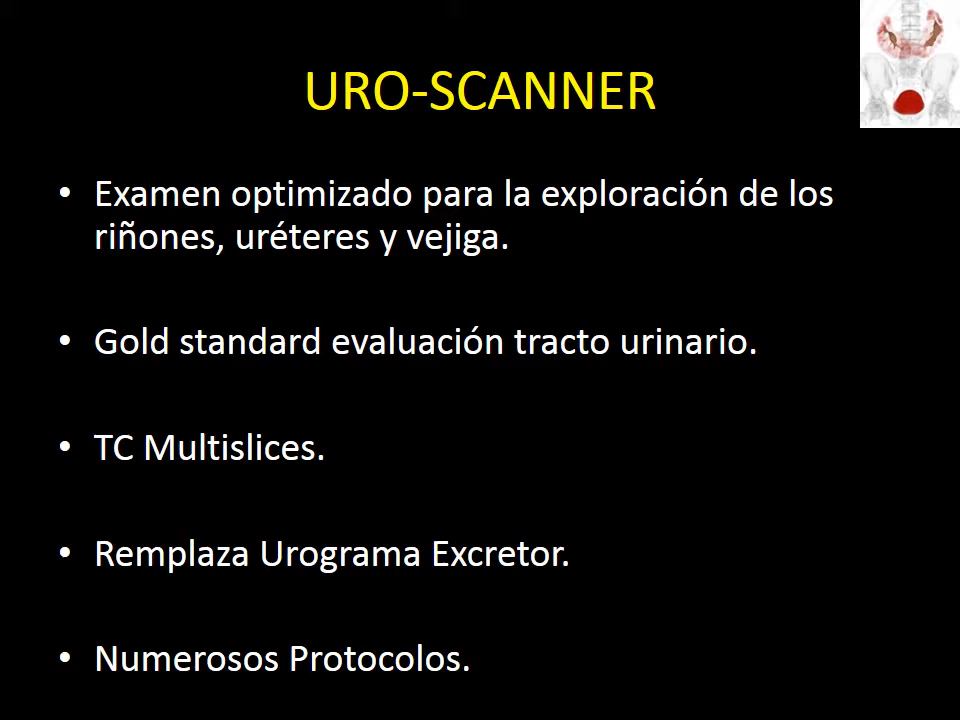 URO-SCANNER
• Examen optimizado para la exploración de los
riñones, uréteres y vejiga.
• Gold standard evaluación tracto urinario.
• TC Multislices.
• Remplaza Urograma Excretor.
• Numerosos Protocolos.